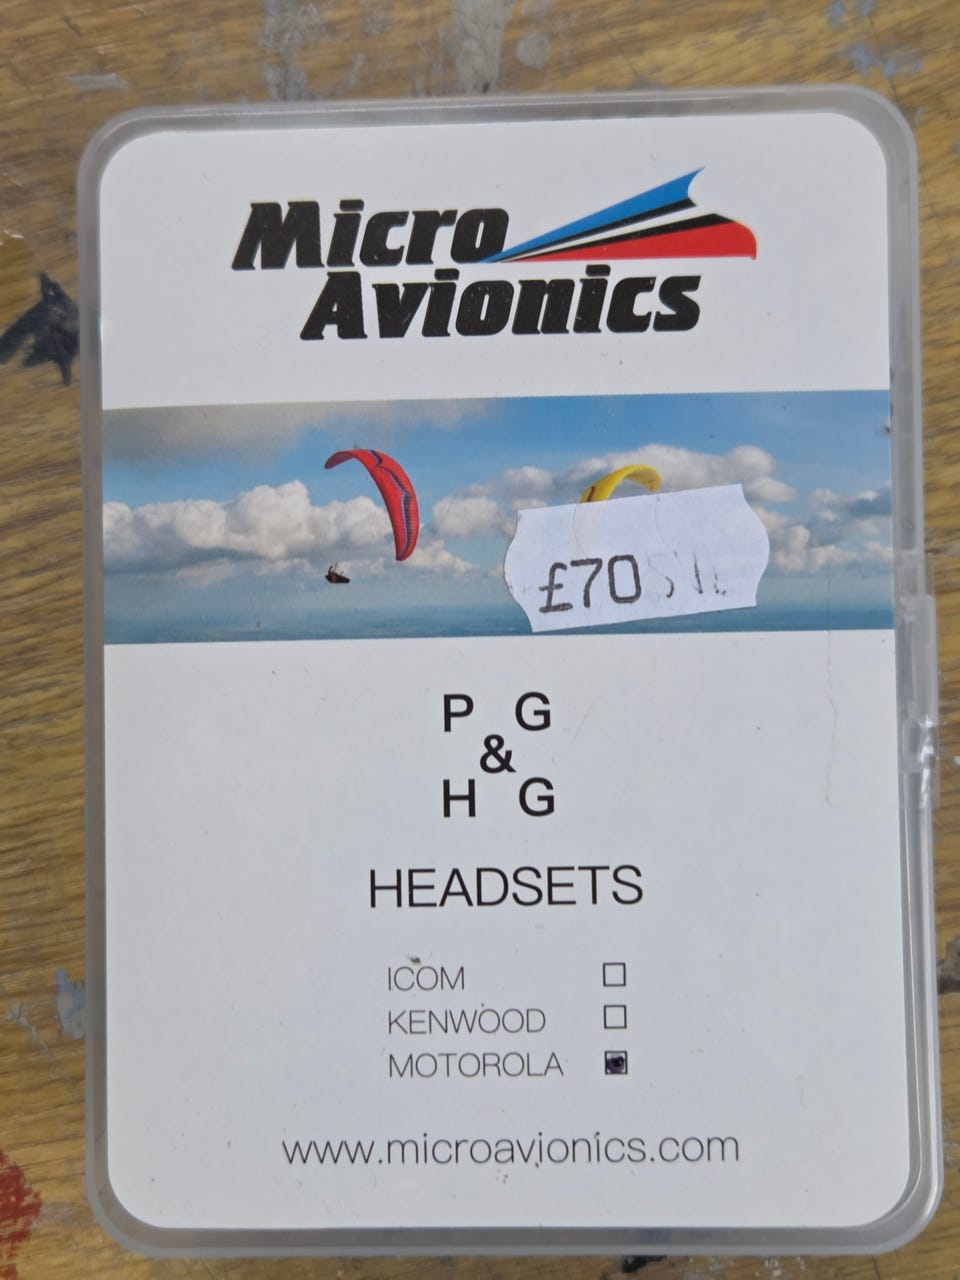 Micro
Avionics
£70
P G
&
H G
HEADSETS
ICOM
KENWOOD
MOTOROLA
www.microavionics.com